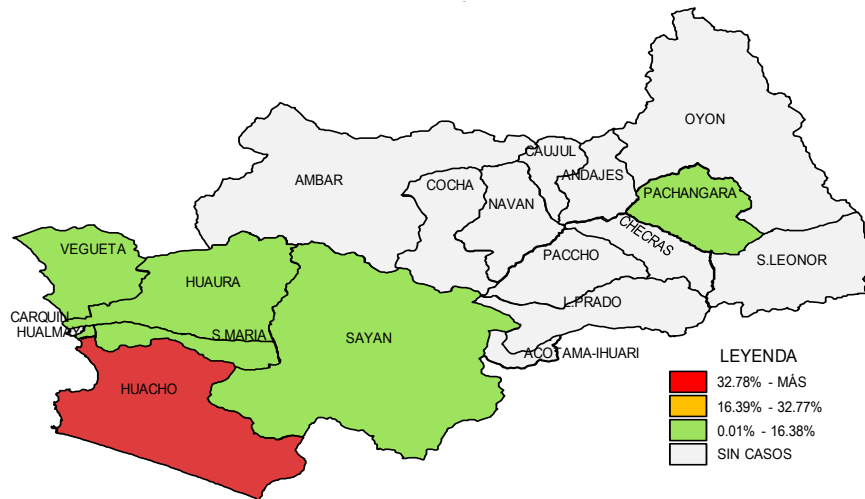 OYON
CAUJUL
ANDAJES
AMBAR
COCHA
NAVAN
PACHANGARA
CHECRAS
VEGUETA
PACCHO
S.LEONOR
HUAURA
L.PRADO
CARQUIN
HUALMAY
S.MARIA
SAYAN
ACOTAMA-IHUARI
HUACHO
LEYENDA
32.78% - MÁS
16.39% - 32.77%
0.01% - 16.38%
SIN CASOS